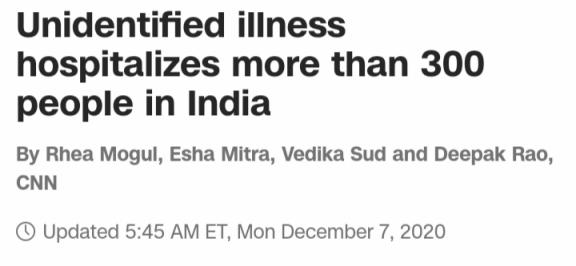 Unidentified illness
hospitalizes more than 300
people in India
By Rhea Mogul, Esha Mitra, Vedika Sud and Deepak Rao,
CNN
Updated 5:45 AM ET, Mon December 7, 2020